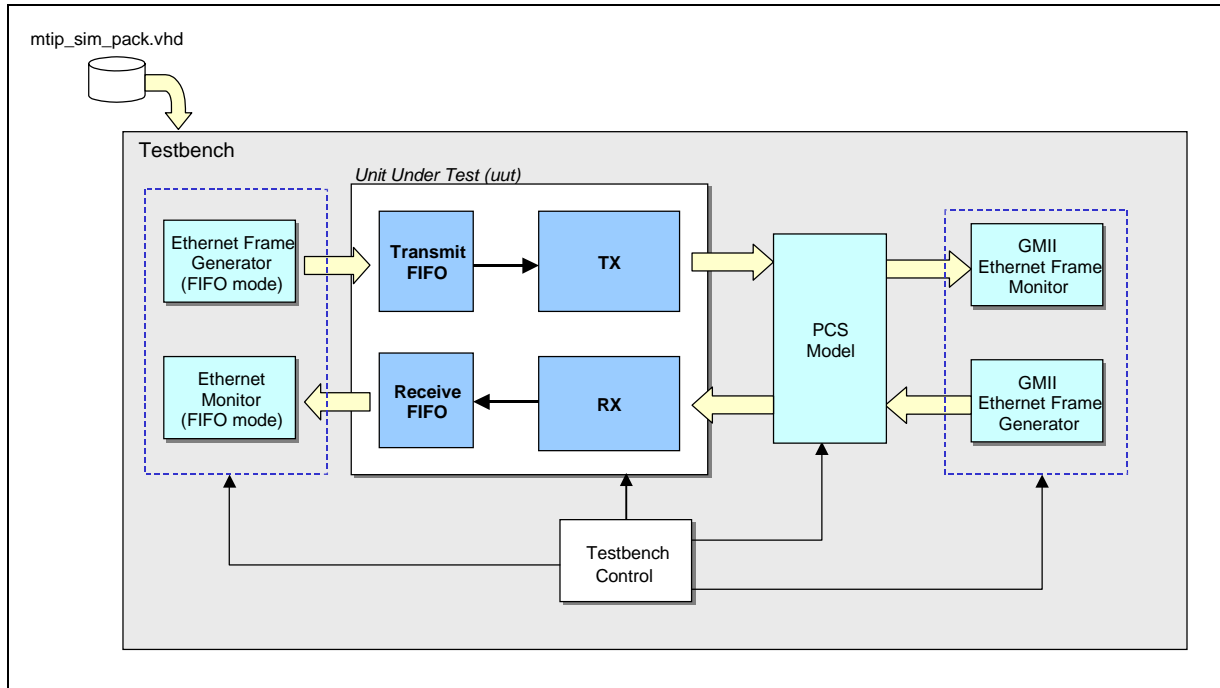 mtip_sim_pack.vhd
Testbench
Unit Under Test (uut)
Ethernet Frame
Generator
(FIFO mode)
Transmit
FIFO
TX
PCS
Model
GMII
Ethernet Frame
Monitor
Ethernet
Monitor
(FIFO mode)
Receive
FIFO
RX
GMII
Ethernet Frame
Generator
Testbench
Control